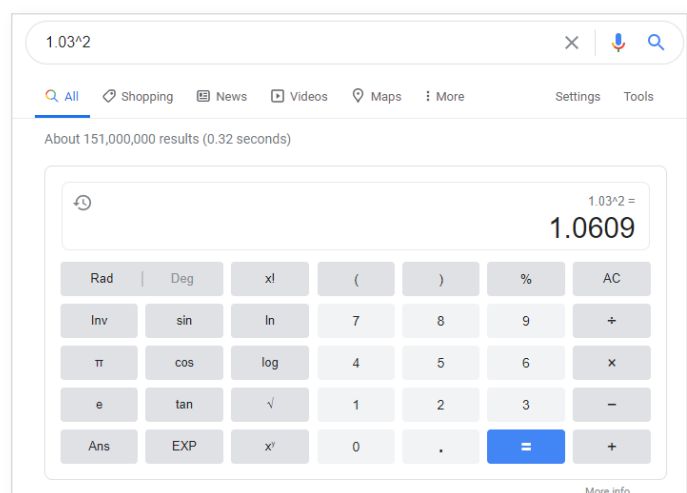 1.03^2
All Shopping News Videos Maps More Settings Tools
About 151,000,000 results (0.32 seconds)
1.03^2 =
1.0609
Rad | Deg x! ( ) % AC
Inv sin ln 7 8 9 ÷
π cos log 4 5 6 ×
e tan √ 1 2 3 −
Ans EXP xʸ 0 . = +
More info